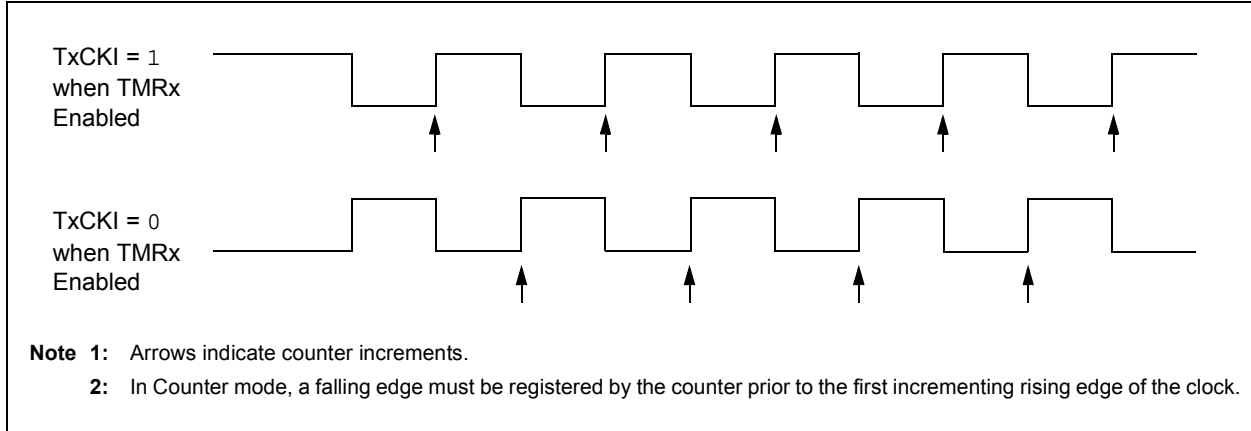 TxCKI = 1
when TMRx
Enabled
TxCKI = 0
when TMRx
Enabled
Note 1: Arrows indicate counter increments.
2: In Counter mode, a falling edge must be registered by the counter prior to the first incrementing rising edge of the clock.